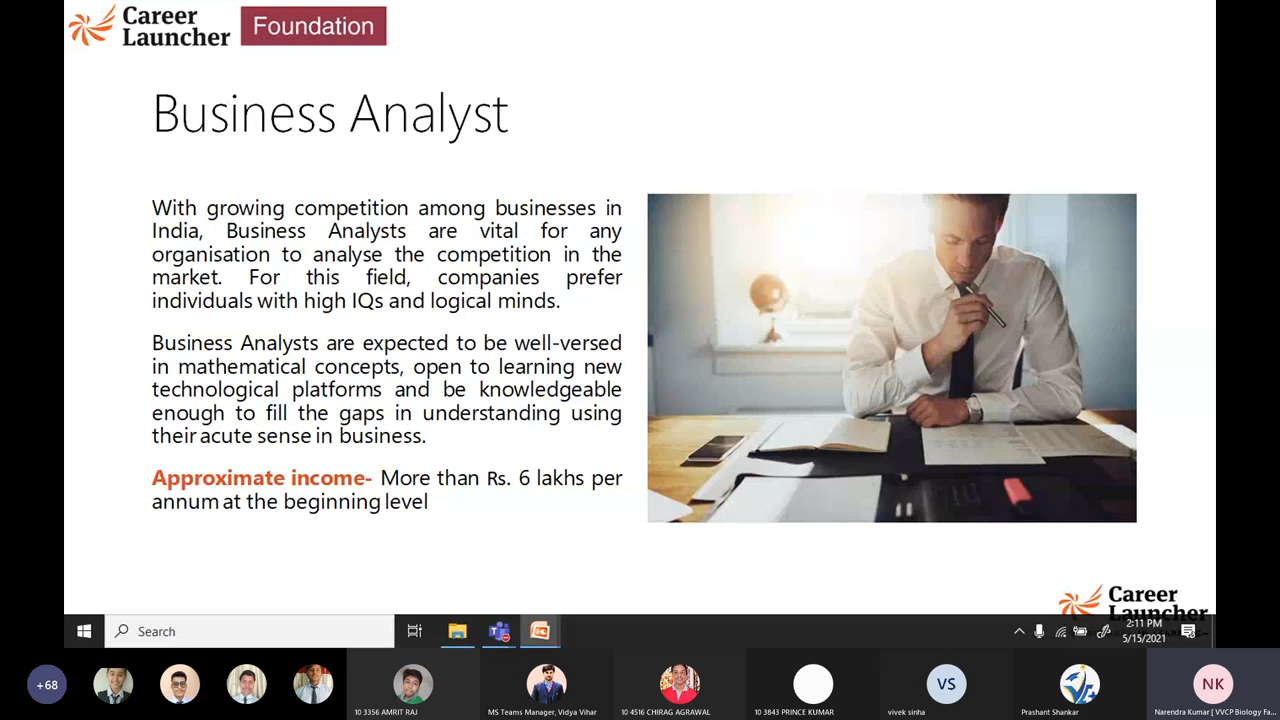 Career
Launcher
Foundation
Business Analyst
With growing competition among businesses in
India, Business Analysts are vital for any
organisation to analyse the competition in the
market. For this field, companies prefer
individuals with high IQs and logical minds.
Business Analysts are expected to be well-versed
in mathematical concepts, open to learning new
technological platforms and be knowledgeable
enough to fill the gaps in understanding using
their acute sense in business.
Approximate income- More than Rs. 6 lakhs per
annum at the beginning level
Career
Launcher
Search
2:11 PM
5/15/2021
+68
10 3356 AMRIT RAJ
MS Teams Manager, Vidya Vihar
10 4516 CHIRAG AGRAWAL
10 3843 PRINCE KUMAR
VS
vivek sinha
Prashant Shankar
NK
Narendra Kumar [ VVCP Biology Fa...